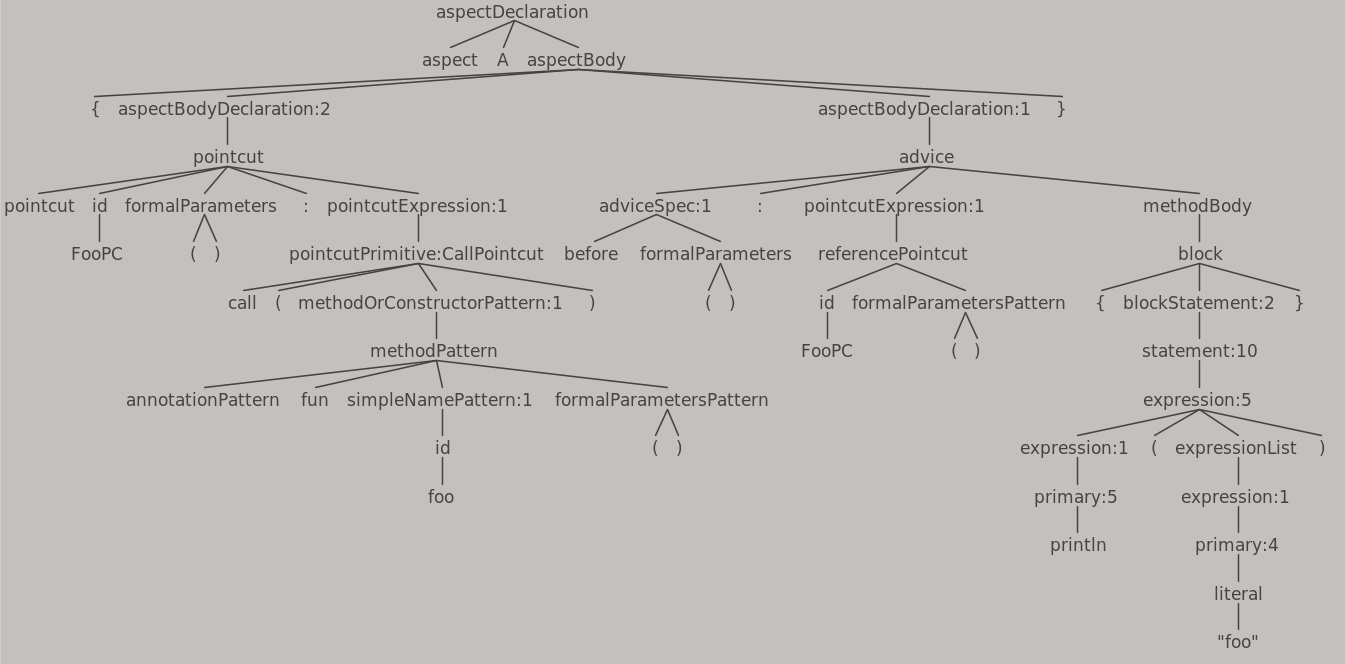 aspectDeclaration
aspect A aspectBody
{ aspectBodyDeclaration:2 aspectBodyDeclaration:1 }
pointcut advice
pointcut id formalParameters : pointcutExpression:1 adviceSpec:1 : pointcutExpression:1 methodBody
FooPC ( ) pointcutPrimitive:CallPointcut before formalParameters referencePointcut block
call ( methodOrConstructorPattern:1 ) ( ) id formalParametersPattern { blockStatement:2 }
methodPattern FooPC ( ) statement:10
annotationPattern fun simpleNamePattern:1 formalParametersPattern expression:5
id ( ) expression:1 ( expressionList )
foo primary:5 expression:1
println primary:4
literal
"foo"